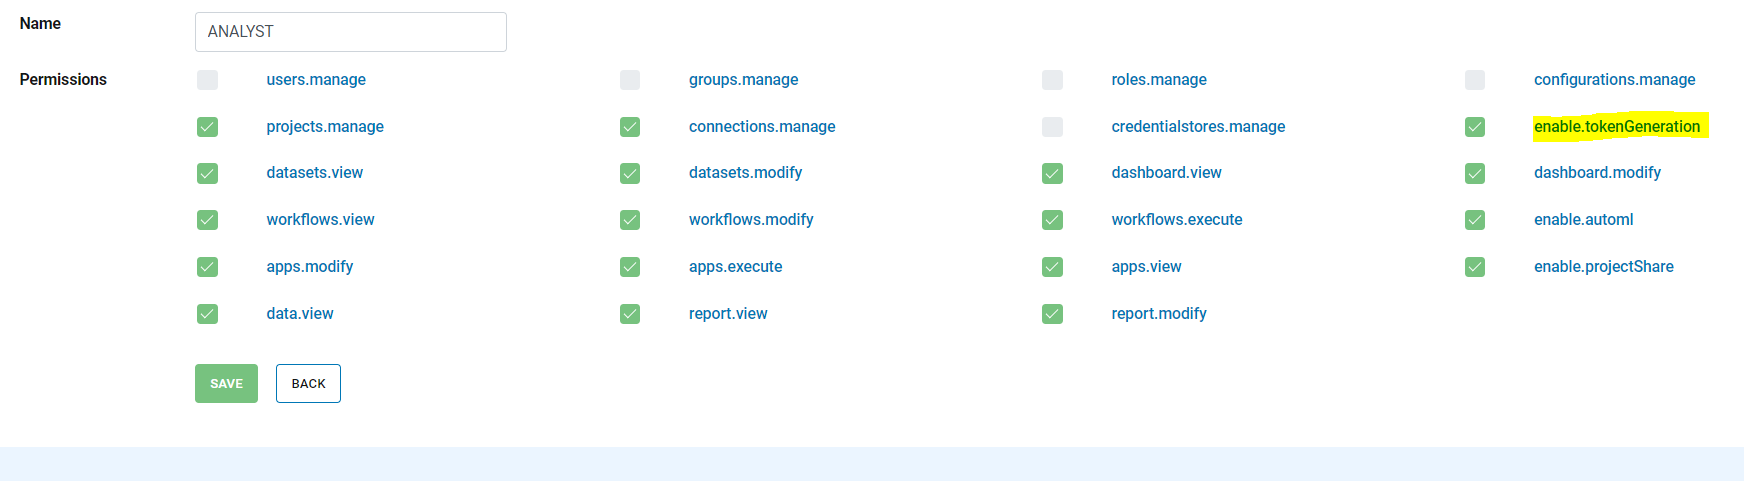 Name ANALYST
Permissions users.manage groups.manage roles.manage configurations.manage
projects.manage connections.manage credentialstores.manage enable.tokenGeneration
datasets.view datasets.modify dashboard.view dashboard.modify
workflows.view workflows.modify workflows.execute enable.automl
apps.modify apps.execute apps.view enable.projectShare
data.view report.view report.modify
SAVE BACK